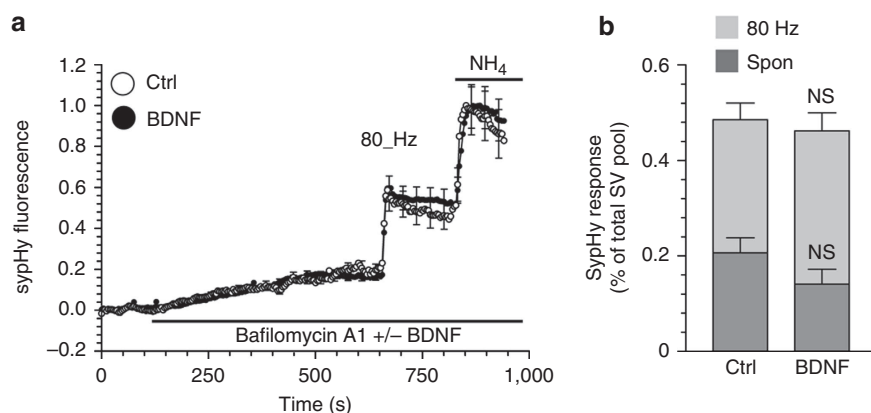 a
Ctrl
BDNF
80_Hz
NH4
sypHy fluorescence
1.2
1.0
0.8
0.6
0.4
0.2
0.0
–0.2
Bafilomycin A1 +/– BDNF
0
250
500
750
1,000
Time (s)
b
80 Hz
Spon
SypHy response
(% of total SV pool)
0.6
0.4
0.2
0
NS
NS
Ctrl
BDNF